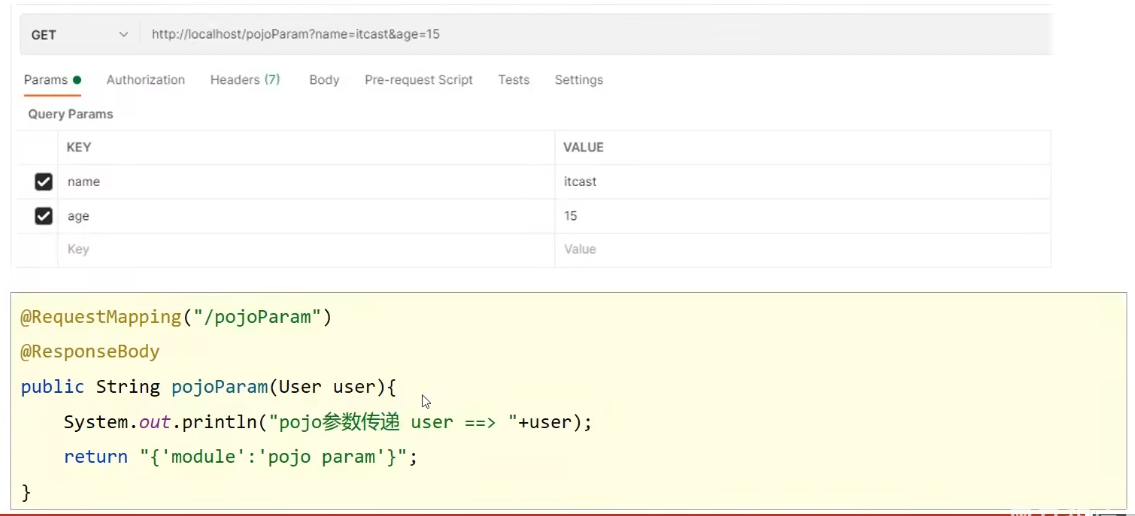 GET http://localhost/pojoParam?name=itcast&age=15
Params Authorization Headers (7) Body Pre-request Script Tests Settings
Query Params
KEY VALUE
name itcast
age 15
Key Value
@RequestMapping("/pojoParam")
@ResponseBody
public String pojoParam(User user){
    System.out.println("pojo参数传递 user ==> "+user);
    return "{'module':'pojo param'}";
}